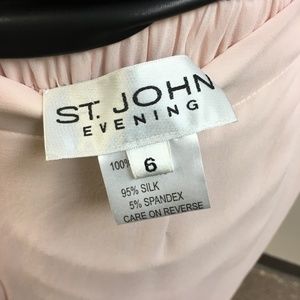 ST. JOHN
EVENING
100%
6
95% SILK
5% SPANDEX
CARE ON REVERSE